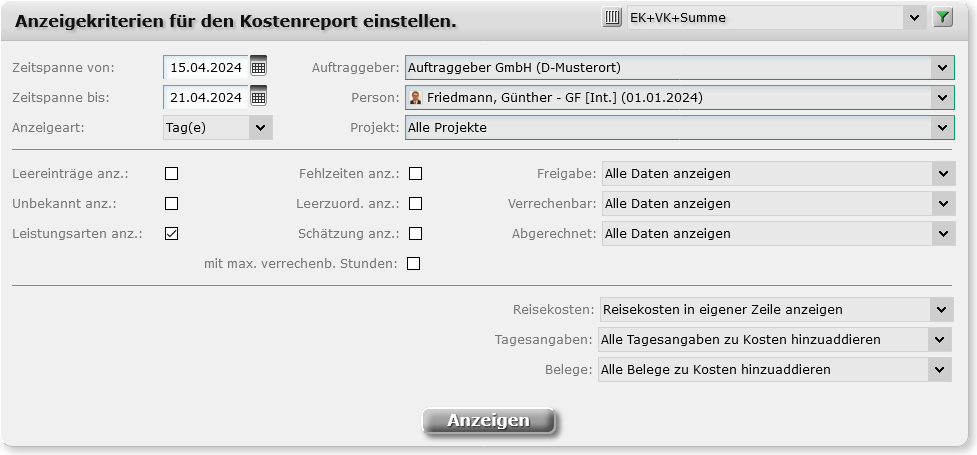 Anzeigekriterien für den Kostenreport einstellen. EK+VK+Summe
Zeitspanne von: 15.04.2024 Auftraggeber: Auftraggeber GmbH (D-Musterort)
Zeitspanne bis: 21.04.2024 Person: Friedmann, Günther - GF [Int.] (01.01.2024)
Anzeigeart: Tag(e) Projekt: Alle Projekte
Leereinträge anz.: Fehlzeiten anz.: Freigabe: Alle Daten anzeigen
Unbekannt anz.: Leerzuord. anz.: Verrechenbar: Alle Daten anzeigen
Leistungsarten anz.: Schätzung anz.: Abgerechnet: Alle Daten anzeigen
mit max. verrechenb. Stunden:
Reisekosten: Reisekosten in eigener Zeile anzeigen
Tagesangaben: Alle Tagesangaben zu Kosten hinzuaddieren
Belege: Alle Belege zu Kosten hinzuaddieren
Anzeigen